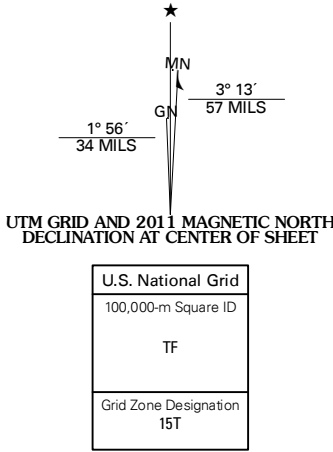 ★
MN
3° 13´
57 MILS
GN
1° 56´
34 MILS
UTM GRID AND 2011 MAGNETIC NORTH
DECLINATION AT CENTER OF SHEET
U.S. National Grid
100,000-m Square ID
TF
Grid Zone Designation
15T